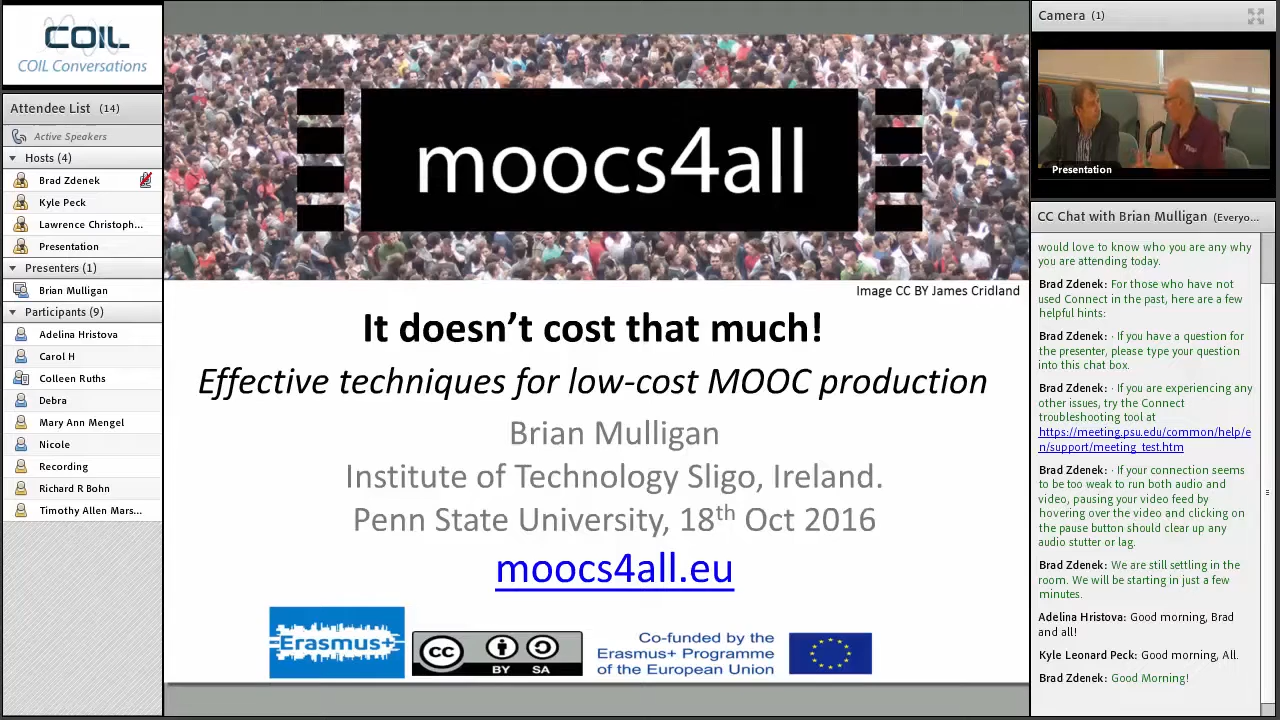 COIL
COIL Conversations
Attendee List (14)
Active Speakers
Hosts (4)
Brad Zdenek
Kyle Peck
Lawrence Christoph...
Presentation
Presenters (1)
Brian Mulligan
Participants (9)
Adelina Hristova
Carol H
Colleen Ruths
Debra
Mary Ann Mengel
Nicole
Recording
Richard R Bohn
Timothy Allen Mars...
moocs4all
Image CC BY James Cridland
It doesn't cost that much!
Effective techniques for low-cost MOOC production
Brian Mulligan
Institute of Technology Sligo, Ireland.
Penn State University, 18th Oct 2016
moocs4all.eu
Erasmus+
CC BY SA
Co-funded by the
Erasmus+ Programme
of the European Union
Camera (1)
Presentation
CC Chat with Brian Mulligan (Everyo...
would love to know who you are any why
you are attending today.
Brad Zdenek: For those who have not
used Connect in the past, here are a few
helpful hints:
Brad Zdenek: · If you have a question for
the presenter, please type your question
into this chat box.
Brad Zdenek: · If you are experiencing any
other issues, try the Connect
troubleshooting tool at
https://meeting.psu.edu/common/help/e
n/support/meeting_test.htm
Brad Zdenek: · If your connection seems
to be too weak to run both audio and
video, pausing your video feed by
hovering over the video and clicking on
the pause button should clear up any
audio stutter or lag.
Brad Zdenek: We are still settling in the
room. We will be starting in just a few
minutes.
Adelina Hristova: Good morning, Brad
and all!
Kyle Leonard Peck: Good morning, All...
Brad Zdenek: Good Morning!